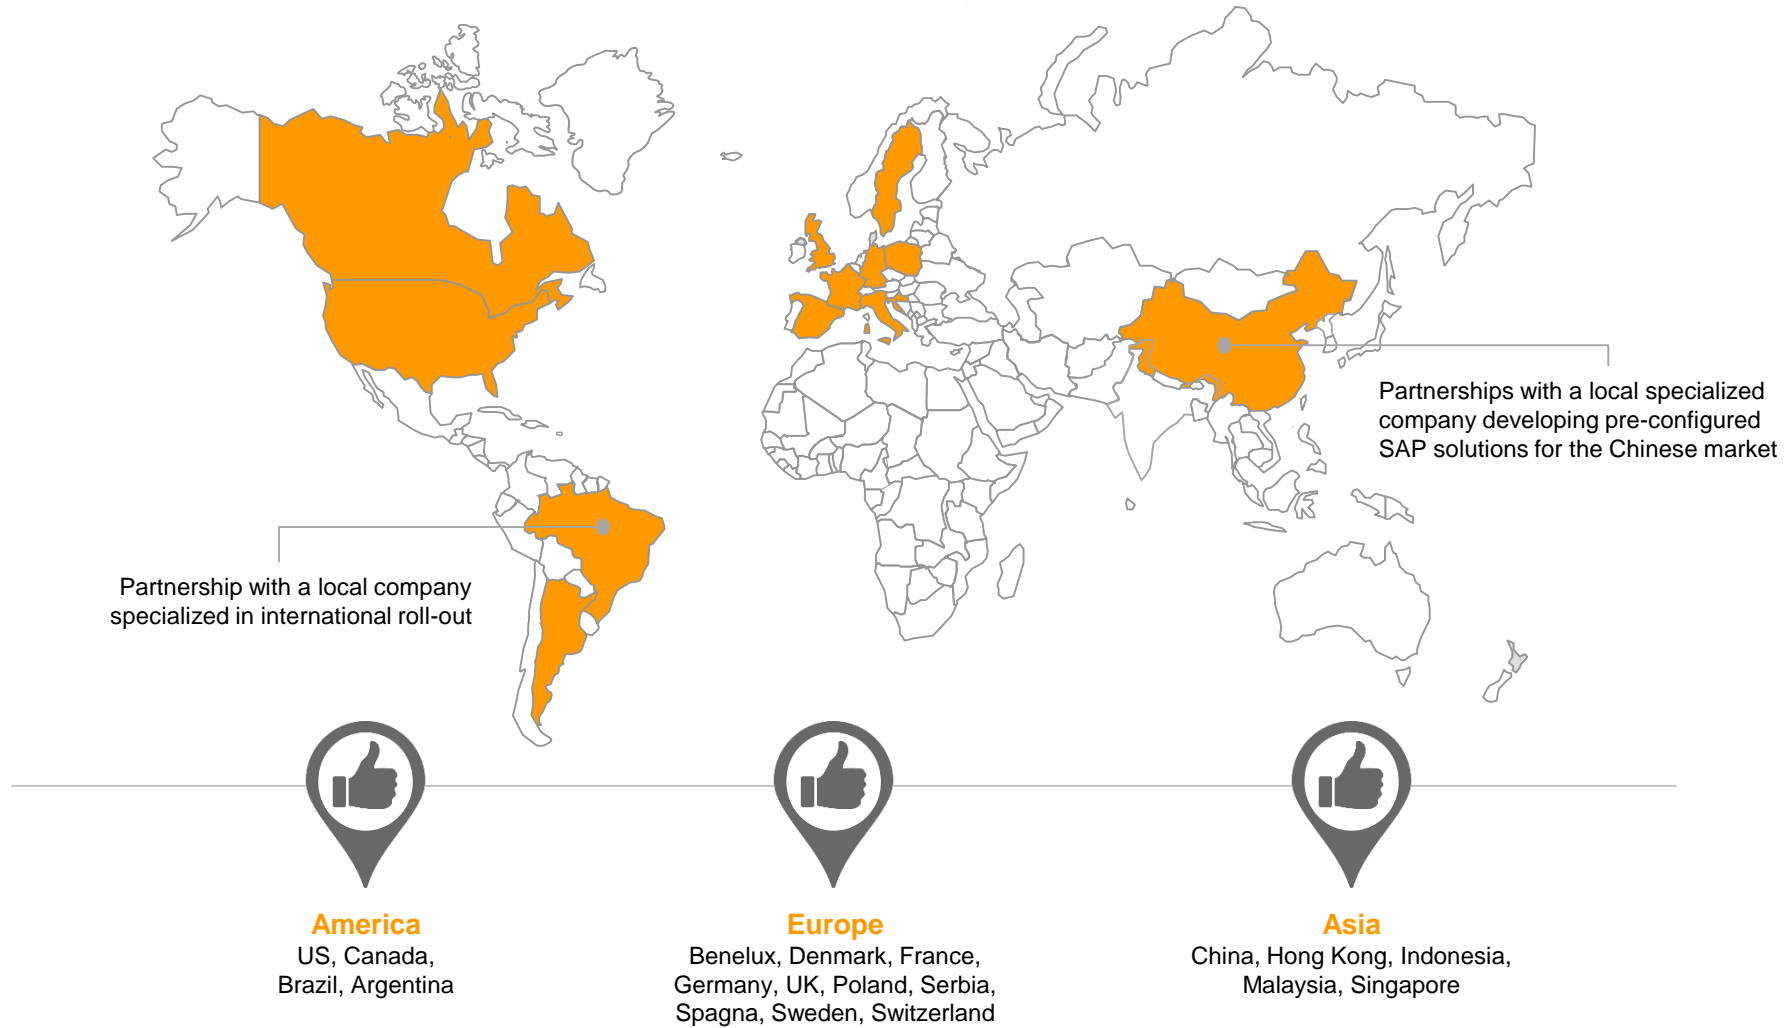 Partnerships with a local specialized
company developing pre-configured
SAP solutions for the Chinese market
Partnership with a local company
specialized in international roll-out
America
US, Canada,
Brazil, Argentina
Europe
Benelux, Denmark, France,
Germany, UK, Poland, Serbia,
Spagna, Sweden, Switzerland
Asia
China, Hong Kong, Indonesia,
Malaysia, Singapore